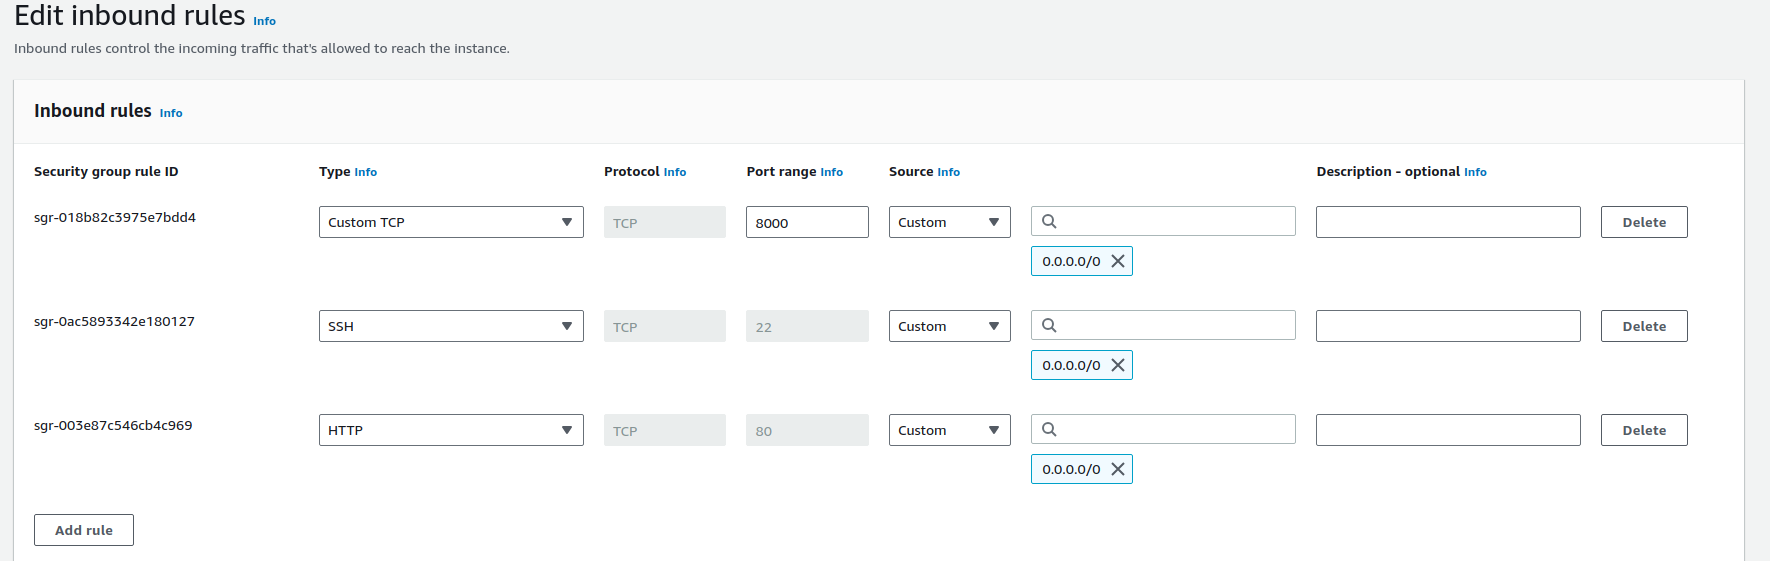 Edit inbound rules Info
Inbound rules control the incoming traffic that's allowed to reach the instance.
Inbound rules Info
Security group rule ID Type Info Protocol Info Port range Info Source Info Description - optional Info
sgr-018b82c3975e7bdd4 Custom TCP TCP 8000 Custom Delete
0.0.0.0/0
sgr-0ac5893342e180127 SSH TCP 22 Custom Delete
0.0.0.0/0
sgr-003e87c546cb4c969 HTTP TCP 80 Custom Delete
0.0.0.0/0
Add rule